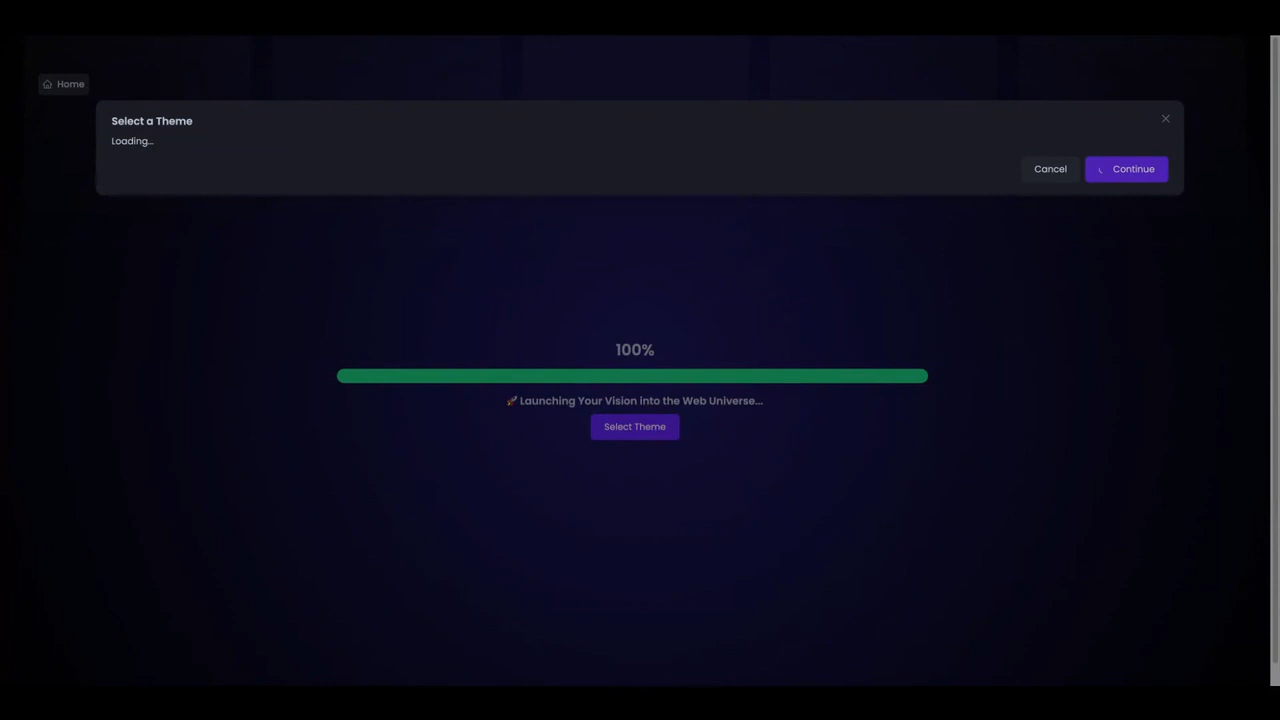 Home
Select a Theme
Loading...
Cancel
Continue
100%
🚀 Launching Your Vision into the Web Universe...
Select Theme